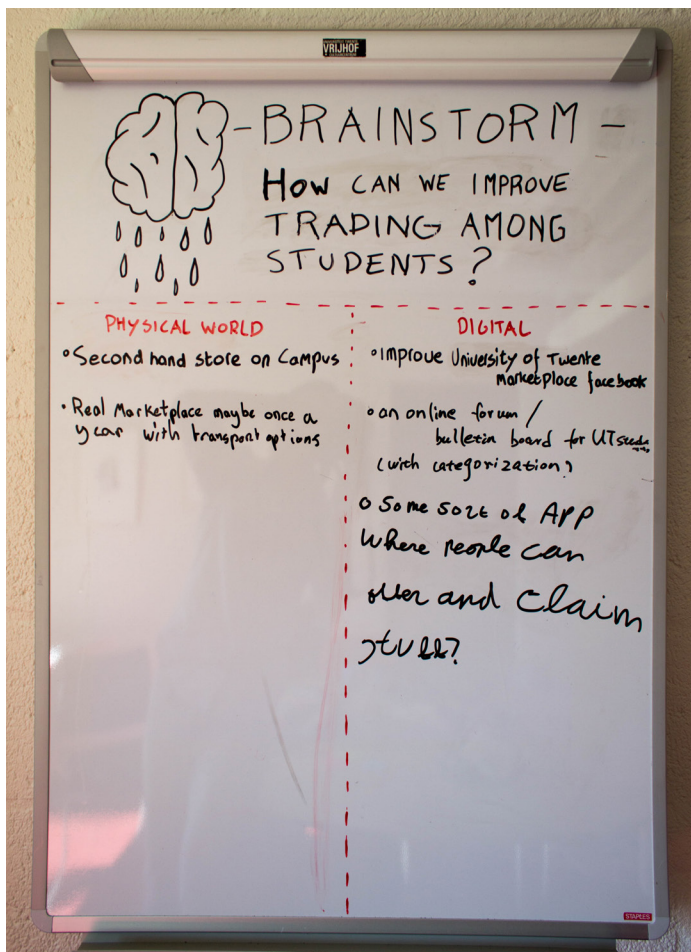 VRIJHOF
- BRAINSTORM -
HOW CAN WE IMPROVE
TRADING AMONG
STUDENTS?
PHYSICAL WORLD
• Second hand store on Campus
• Real Marketplace maybe once a
year with transport options
DIGITAL
• Improve University of Twente
marketplace facebook
• an online forum /
bulletin board for UT
(with categorization?)
o Some sort of APP
Where people can
offer and Claim
stuff?
STAPLES